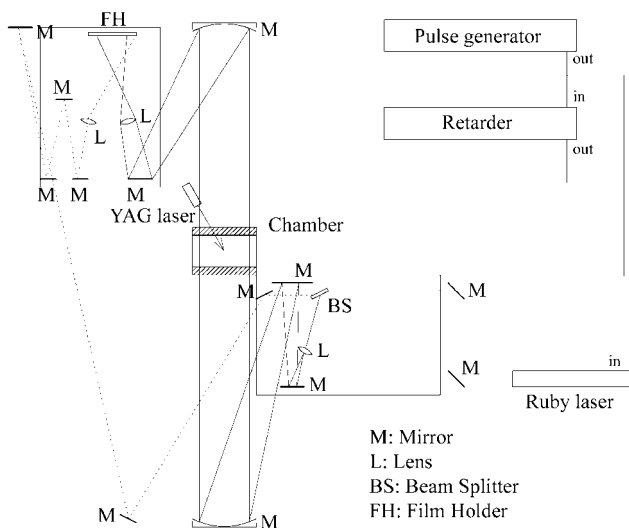 FH
M
M
Pulse generator
out
M
in
L
L
Retarder
out
M
M
M
YAG laser
Chamber
M
M
M
BS
L
M
in
M
Ruby laser
M: Mirror
L: Lens
BS: Beam Splitter
FH: Film Holder
M
M